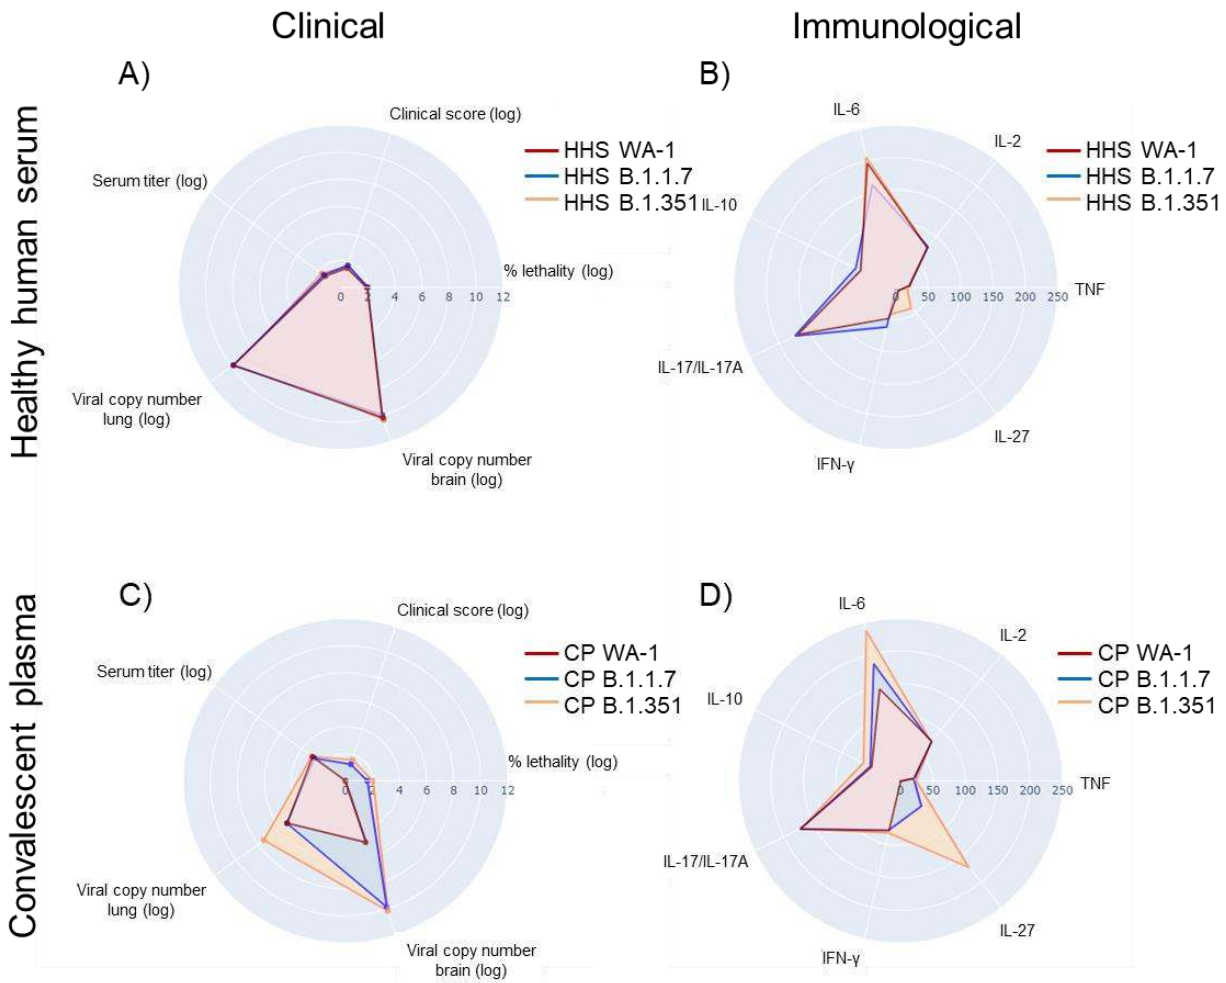 Clinical
Immunological
Healthy human serum
A)
Clinical score (log)
HHS WA-1
HHS B.1.1.7
HHS B.1.351
Serum titer (log)
% lethality (log)
0 2 4 6 8 10 12
Viral copy number
lung (log)
Viral copy number
brain (log)
B)
IL-6
IL-2
HHS WA-1
HHS B.1.1.7
HHS B.1.351
IL-10
TNF
0 50 100 150 200 250
IL-17/IL-17A
IL-27
IFN-γ
Convalescent plasma
C)
Clinical score (log)
CP WA-1
CP B.1.1.7
CP B.1.351
Serum titer (log)
% lethality (log)
0 2 4 6 8 10 12
Viral copy number
lung (log)
Viral copy number
brain (log)
D)
IL-6
IL-2
CP WA-1
CP B.1.1.7
CP B.1.351
IL-10
TNF
0 50 100 150 200 250
IL-17/IL-17A
IL-27
IFN-γ